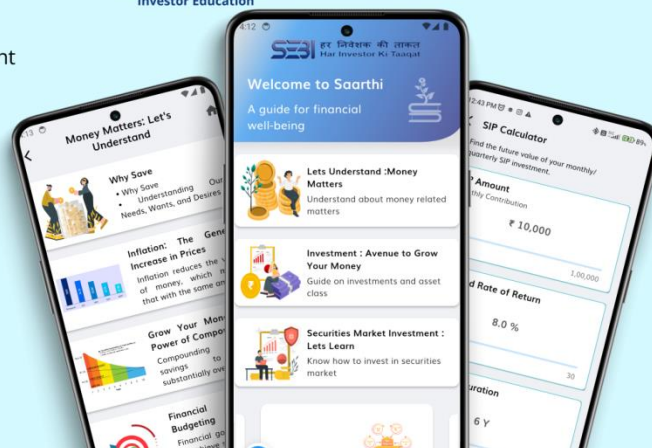 Investor Education
nt
Money Matters: Let's
Understand
Why Save
• Why Save
• Understanding Our
Needs, Wants, and Desires
Inflation: The
Increase in Prices
Inflation reduces the
of money, which
that with the same
Grow Your
Power of
Compounding
savings to
substantially
Financial
Budgeting
Financial
4:12
SEBI हर निवेशक की ताकत
Har Investor Ki Taaqat
Welcome to Saarthi
A guide for financial
well-being
Lets Understand :Money
Matters
Understand about money related
matters
Investment : Avenue to Grow
Your Money
Guide on investments and asset
class
Securities Market Investment :
Lets Learn
Know how to invest in securities
market
12:43 PM
89%
SIP Calculator
Find the future value of your monthly/
quarterly SIP investment.
Amount
Contribution
₹ 10,000
1,00,000
Rate of Return
8.0 %
30
6 Y